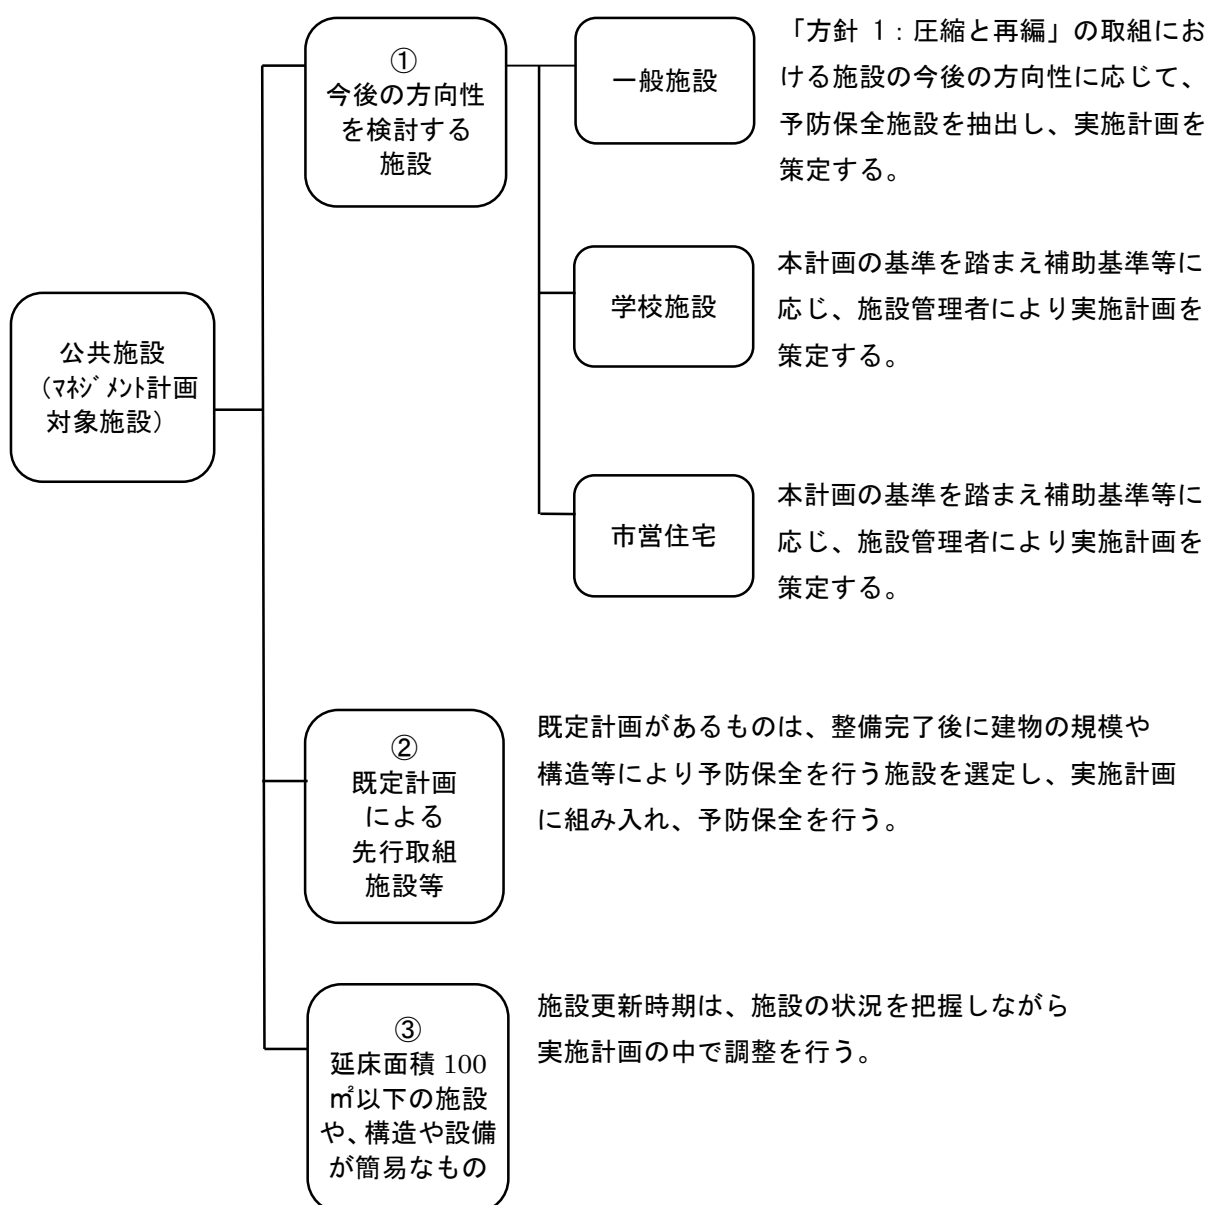 公共施設
（ﾏﾈｼﾞﾒﾝﾄ計画
対象施設）
①
今後の方向性
を検討する
施設
一般施設
「方針 1：圧縮と再編」の取組にお
ける施設の今後の方向性に応じて、
予防保全施設を抽出し、実施計画を
策定する。
学校施設
本計画の基準を踏まえ補助基準等に
応じ、施設管理者により実施計画を
策定する。
市営住宅
本計画の基準を踏まえ補助基準等に
応じ、施設管理者により実施計画を
策定する。
②
既定計画
による
先行取組
施設等
既定計画があるものは、整備完了後に建物の規模や
構造等により予防保全を行う施設を選定し、実施計画
に組み入れ、予防保全を行う。
③
延床面積 100
㎡以下の施設
や、構造や設備
が簡易なもの
施設更新時期は、施設の状況を把握しながら
実施計画の中で調整を行う。